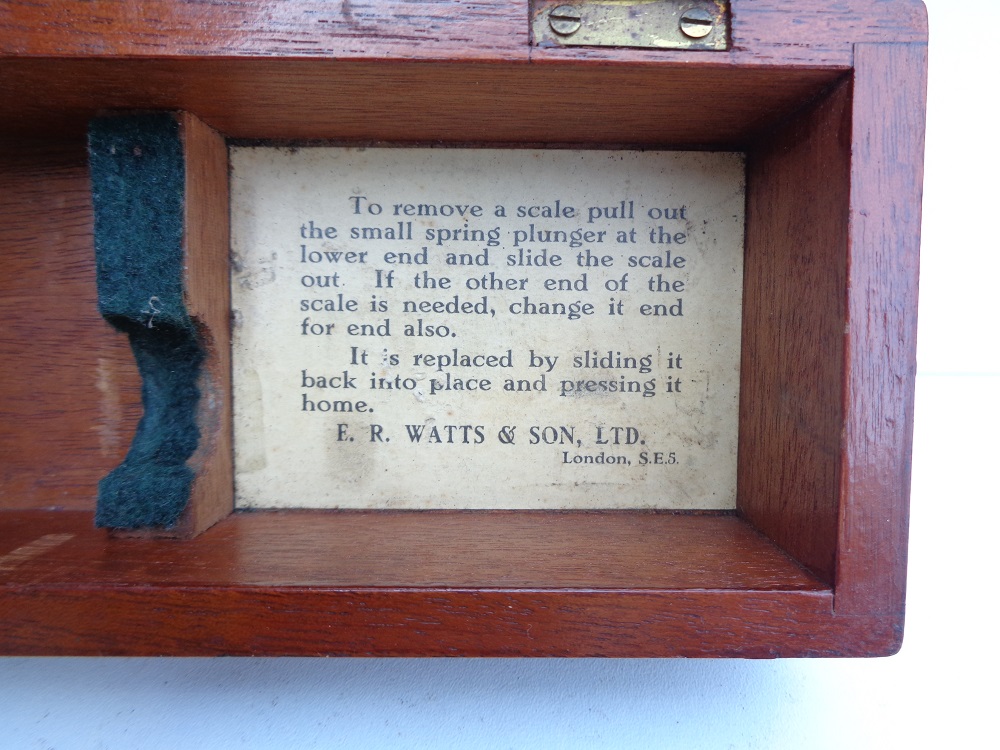 To remove a scale pull out
the small spring plunger at the
lower end and slide the scale
out. If the other end of the
scale is needed, change it end
for end also.
It is replaced by sliding it
back into place and pressing it
home.
E. R. WATTS & SON, LTD.
London, S.E.5.